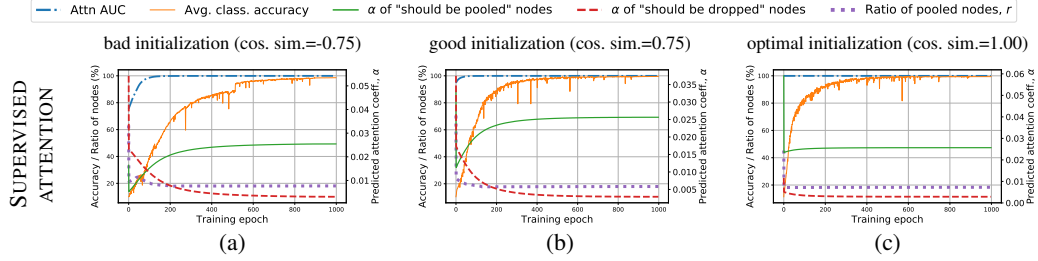 Attn AUC Avg. class. accuracy α of "should be pooled" nodes α of "should be dropped" nodes Ratio of pooled nodes, r
bad initialization (cos. sim.=-0.75) good initialization (cos. sim.=0.75) optimal initialization (cos. sim.=1.00)
SUPERVISED
ATTENTION
Accuracy / Ratio of nodes (%)
100
80
60
40
20
0 200 400 600 800 1000
Training epoch
0.05
0.04
0.03
0.02
0.01
Predicted attention coeff., α
Accuracy / Ratio of nodes (%)
100
80
60
40
20
0 200 400 600 800 1000
Training epoch
0.035
0.030
0.025
0.020
0.015
0.010
0.005
Predicted attention coeff., α
Accuracy / Ratio of nodes (%)
100
80
60
40
20
0 200 400 600 800 1000
Training epoch
0.06
0.05
0.04
0.03
0.02
0.01
0.00
Predicted attention coeff., α
(a) (b) (c)